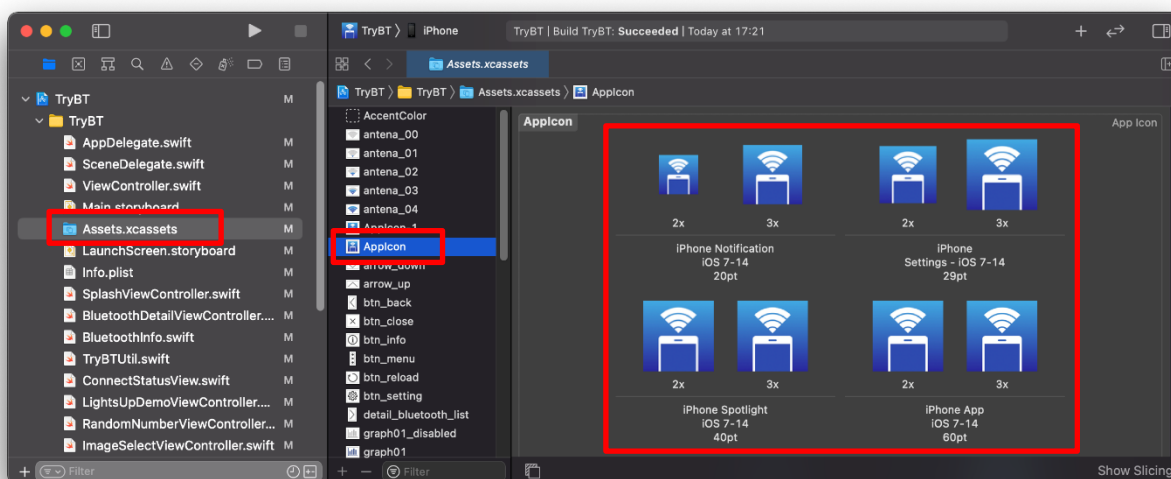 TryBT 〉 iPhone
TryBT | Build TryBT: Succeeded | Today at 17:21
Assets.xcassets
TryBT M
TryBT
AppDelegate.swift M
SceneDelegate.swift M
ViewController.swift M
Main.storyboard M
Assets.xcassets M
LaunchScreen.storyboard M
Info.plist M
SplashViewController.swift M
BluetoothDetailViewController.... M
BluetoothInfo.swift M
TryBTUtil.swift M
ConnectStatusView.swift M
LightsUpDemoViewController.... M
RandomNumberViewController... M
ImageSelectViewController.swift M
Filter
TryBT 〉 TryBT 〉 Assets.xcassets 〉 AppIcon
AccentColor
antena_00
antena_01
antena_02
antena_03
antena_04
AppIcon-1
AppIcon
arrow_down
arrow_up
btn_back
btn_close
btn_info
btn_menu
btn_reload
btn_setting
detail_bluetooth_list
graph01_disabled
graph01
Filter
AppIcon
App Icon
2x 3x
iPhone Notification
iOS 7-14
20pt
2x 3x
iPhone
Settings - iOS 7-14
29pt
2x 3x
iPhone Spotlight
iOS 7-14
40pt
2x 3x
iPhone App
iOS 7-14
60pt
Show Slicing